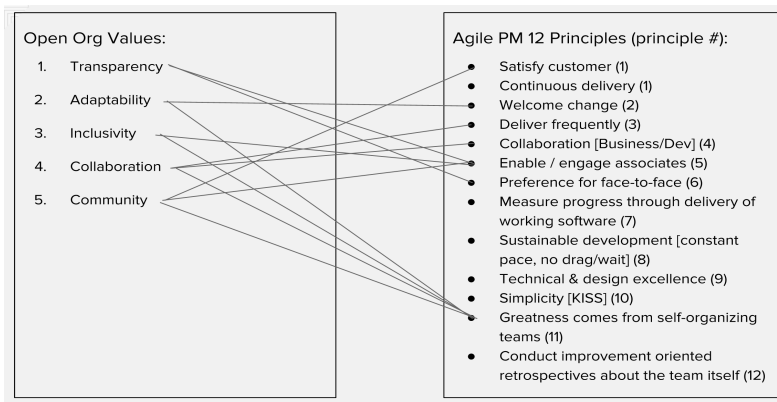 Open Org Values:
1. Transparency
2. Adaptability
3. Inclusivity
4. Collaboration
5. Community
Agile PM 12 Principles (principle #):
● Satisfy customer (1)
● Continuous delivery (1)
● Welcome change (2)
● Deliver frequently (3)
● Collaboration [Business/Dev] (4)
● Enable / engage associates (5)
● Preference for face-to-face (6)
● Measure progress through delivery of
working software (7)
● Sustainable development [constant
pace, no drag/wait] (8)
● Technical & design excellence (9)
● Simplicity [KISS] (10)
● Greatness comes from self-organizing
teams (11)
● Conduct improvement oriented
retrospectives about the team itself (12)